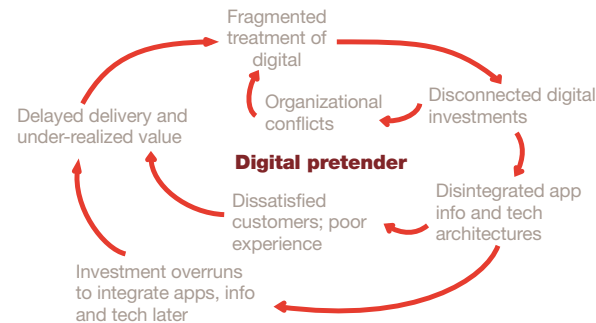 Fragmented
treatment of
digital
Disconnected digital
investments
Organizational
conflicts
Delayed delivery and
under-realized value
Digital pretender
Disintegrated app
info and tech
architectures
Dissatisfied
customers; poor
experience
Investment overruns
to integrate apps, info
and tech later